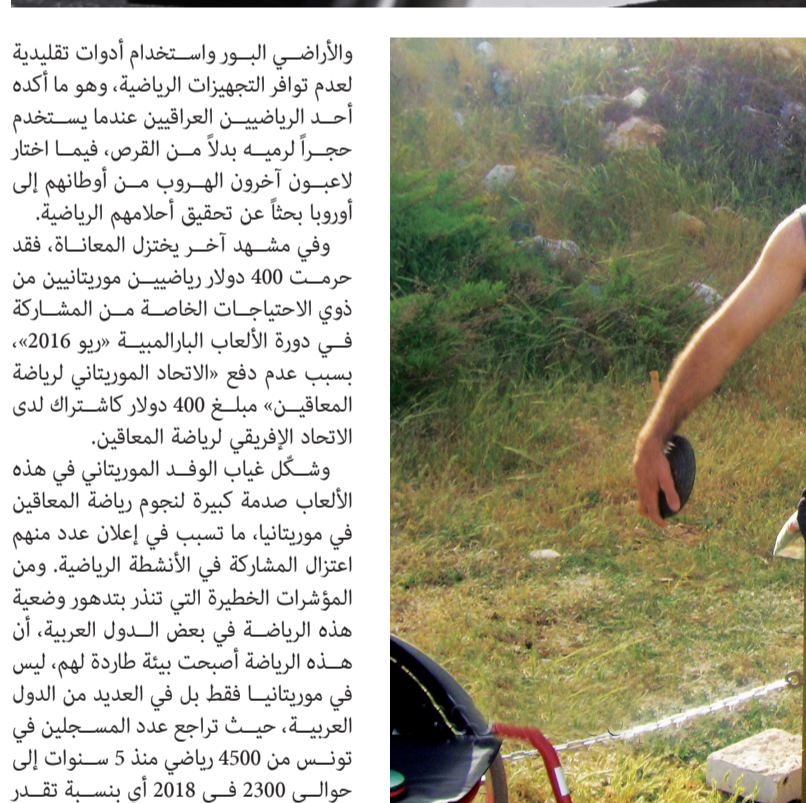 والأراضي البور واستخدام أدوات تقليدية
لعدم توافر التجهيزات الرياضية، وهو ما أكده
أحد الرياضيين العراقيين عندما يستخدم
حجراً لرميه بدلاً من القرص، فيما اختار
لاعبون آخرون الهروب من أوطانهم إلى
أوروبا بحثاً عن تحقيق أحلامهم الرياضية.
وفي مشهد آخر يختزل المعاناة، فقد
حرمت 400 دولار رياضيين موريتانيين من
ذوي الاحتياجات الخاصة من المشاركة
في دورة الألعاب البارالمبية «ريو 2016»،
بسبب عدم دفع «الاتحاد الموريتاني لرياضة
المعاقين» مبلغ 400 دولار كاشتراك لدى
الاتحاد الإفريقي لرياضة المعاقين.
وشكّل غياب الوفد الموريتاني في هذه
الألعاب صدمة كبيرة لنجوم رياضة المعاقين
في موريتانيا، ما تسبب في إعلان عدد منهم
اعتزال المشاركة في الأنشطة الرياضية. ومن
المؤشرات الخطيرة التي تنذر بتدهور وضعية
هذه الرياضة في بعض الدول العربية، أن
هذه الرياضة أصبحت بيئة طاردة لهم، ليس
في موريتانيا فقط بل في العديد من الدول
العربية، حيث تراجع عدد المسجلين في
تونس من 4500 رياضي منذ 5 سنوات إلى
حوالي 2300 في 2018 أي بنسبة تقدر